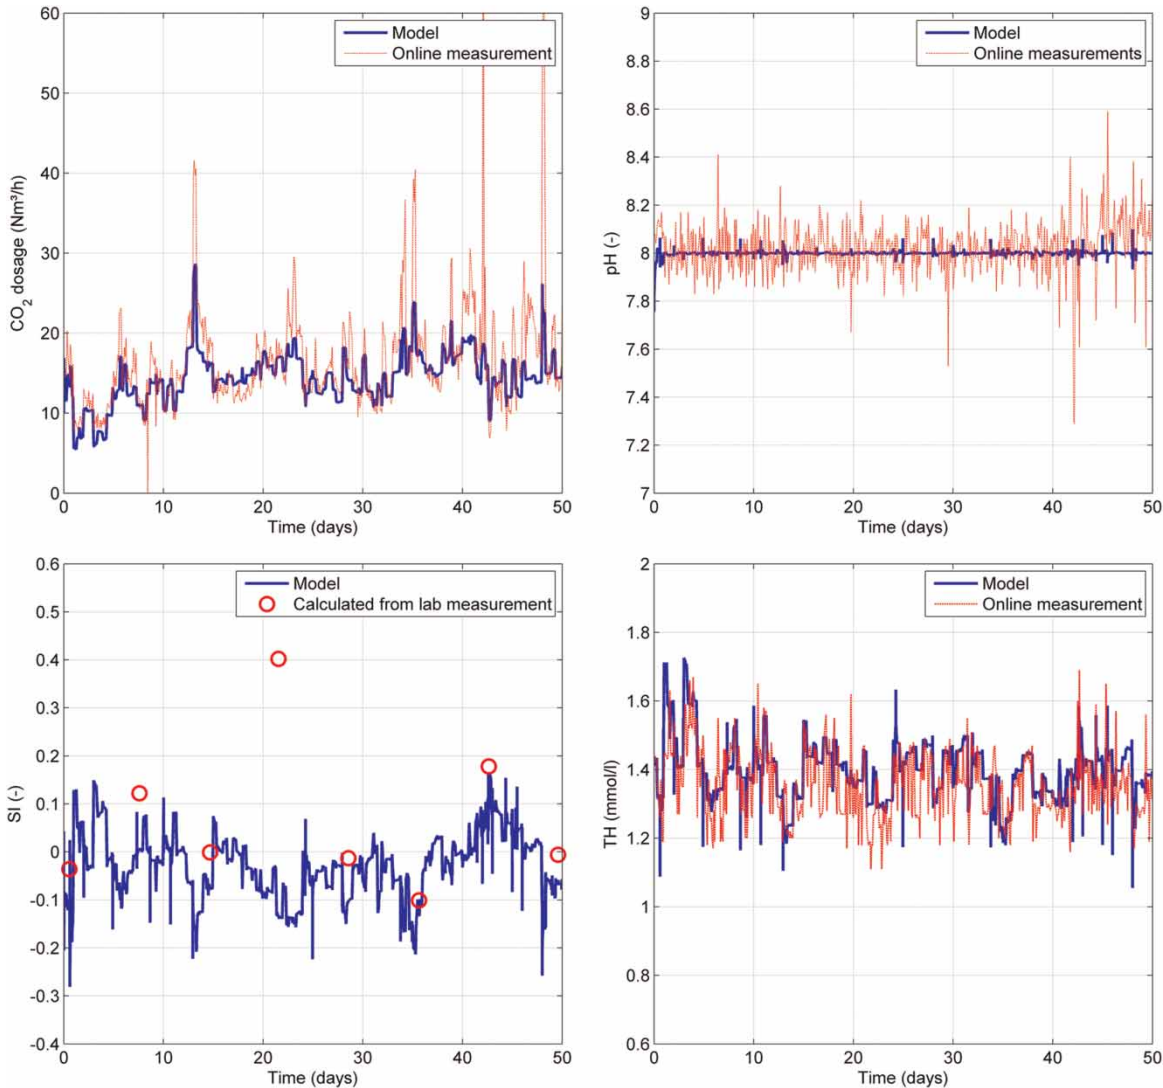 60
50
40
30
20
10
0
CO2 dosage (Nm³/h)
Model
Online measurement
0 10 20 30 40 50
Time (days)
9
8.8
8.6
8.4
8.2
8
7.8
7.6
7.4
7.2
7
pH (-)
Model
Online measurements
0 10 20 30 40 50
Time (days)
0.6
0.5
0.4
0.3
0.2
0.1
0
-0.1
-0.2
-0.3
-0.4
SI (-)
Model
Calculated from lab measurement
0 10 20 30 40 50
Time (days)
2
1.8
1.6
1.4
1.2
1
0.8
0.6
TH (mmol/l)
Model
Online measurement
0 10 20 30 40 50
Time (days)